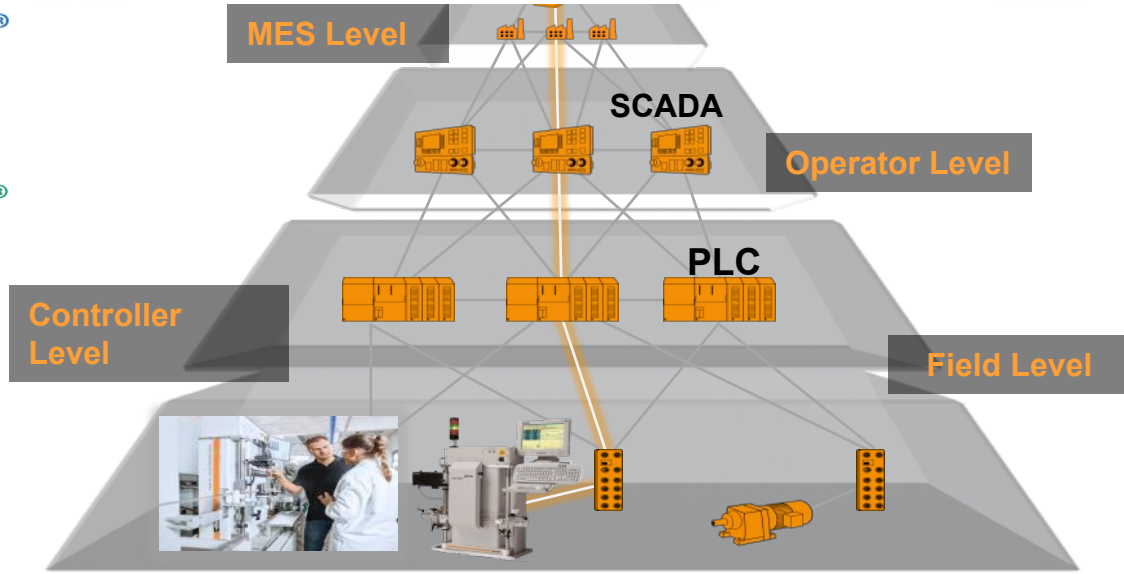 ®
MES Level
SCADA
Operator Level
®
PLC
Controller
Level
Field Level